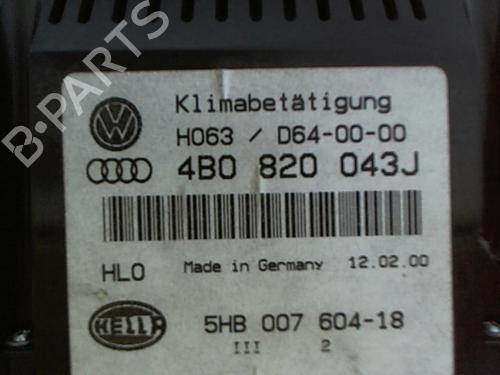 B-PARTS
Klimabetätigung
H063 / D64-00-00
4B0 820 043J
HLO Made in Germany 12.02.00
HELLA 5HB 007 604-18
III 2